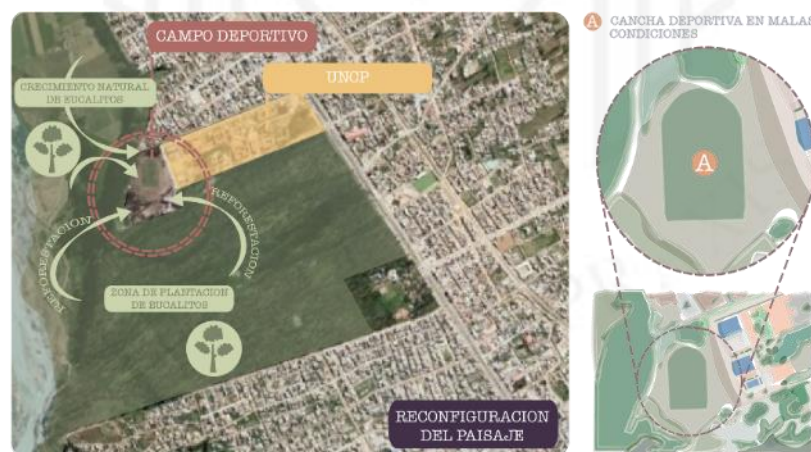 CAMPO DEPORTIVO
UNCP
CRECIMIENTO NATURAL
DE EUCALITOS
REFORESTACION
REFORESTACION
ZONA DE PLANTACION
DE EUCALITOS
RECONFIGURACION
DEL PAISAJE
A CANCHA DEPORTIVA EN MALAS
CONDICIONES
A